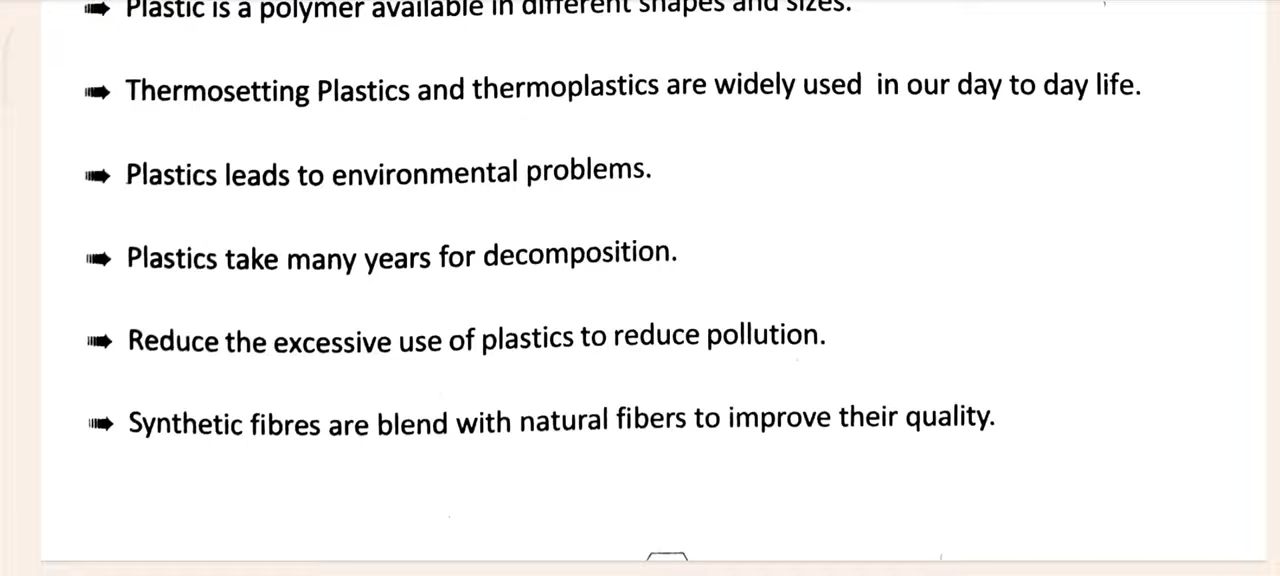 Plastic is a polymer available in different shapes and sizes.
Thermosetting Plastics and thermoplastics are widely used in our day to day life.
Plastics leads to environmental problems.
Plastics take many years for decomposition.
Reduce the excessive use of plastics to reduce pollution.
Synthetic fibres are blend with natural fibers to improve their quality.